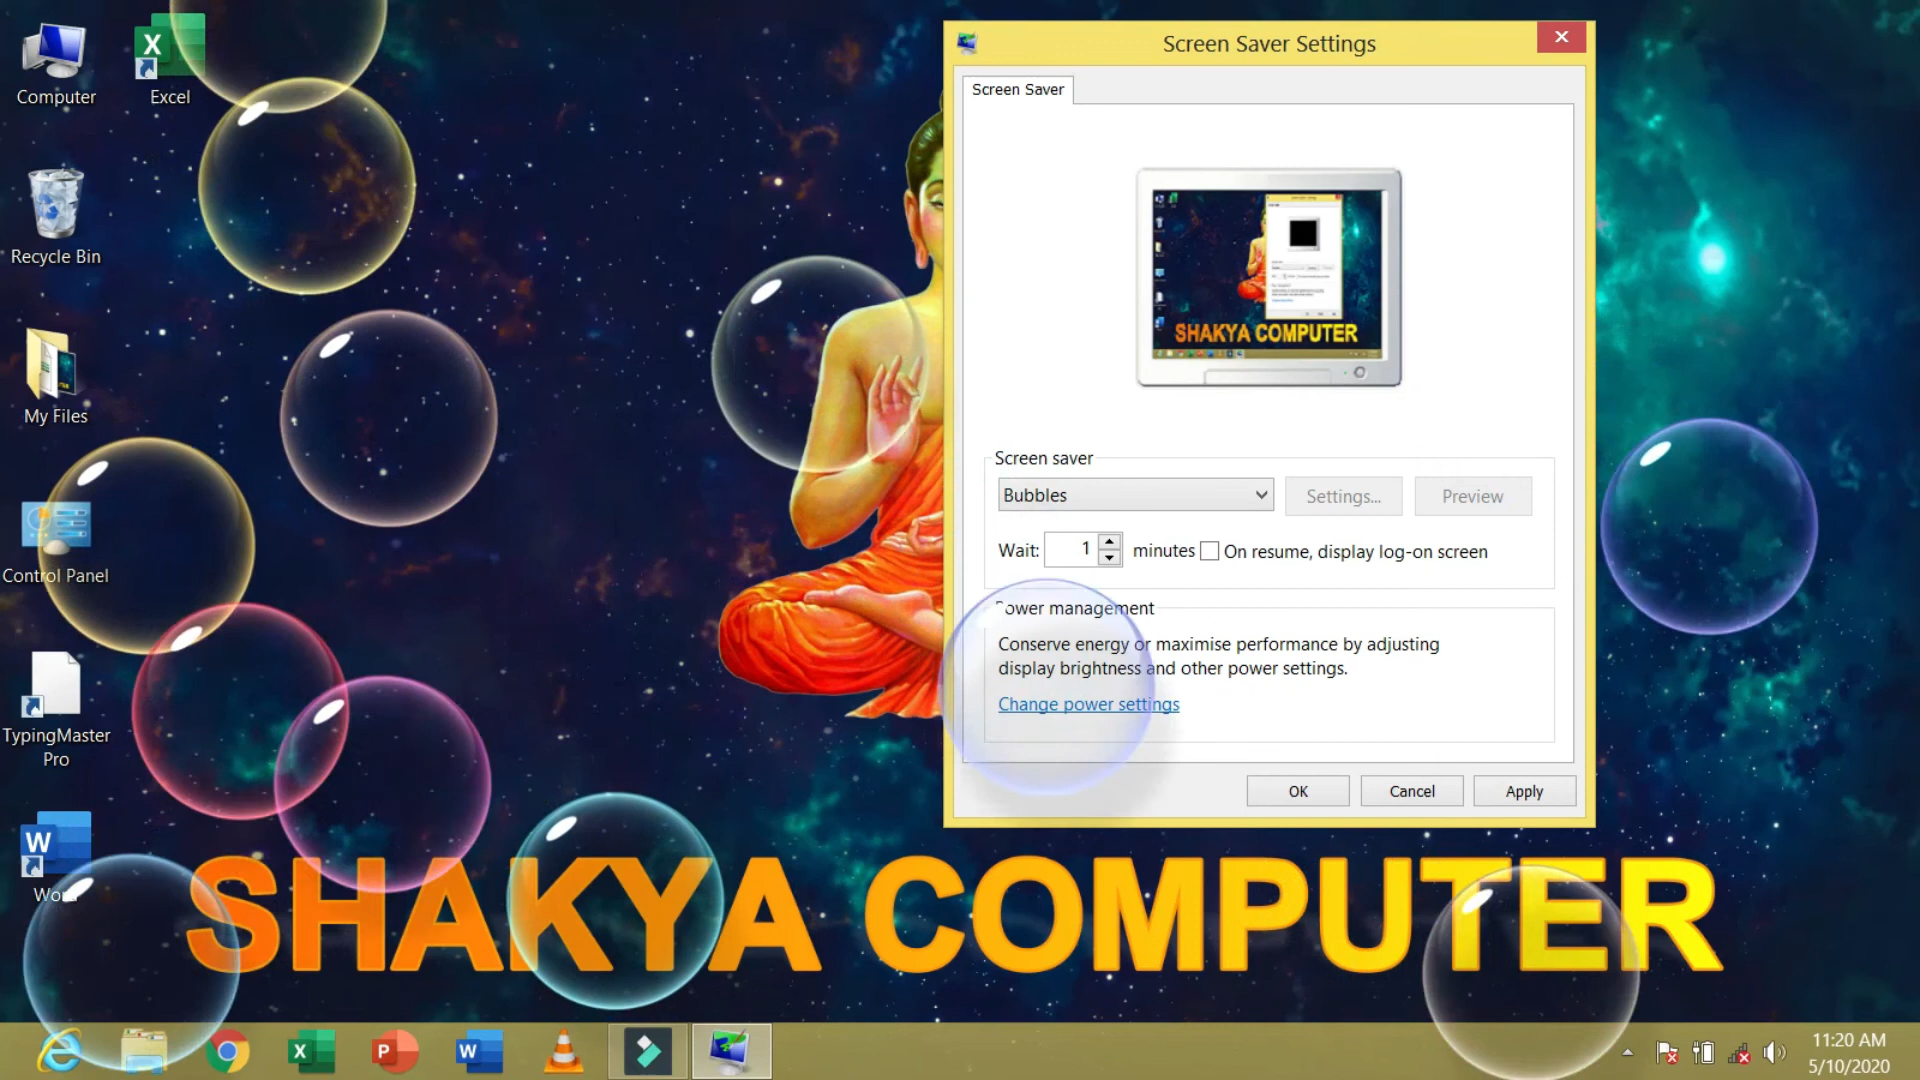 Computer
Excel
Recycle Bin
My Files
Control Panel
TypingMaster
Pro
Word
Screen Saver Settings
Screen Saver
SHAKYA COMPUTER
Screen saver
Bubbles
Settings...
Preview
Wait:
1
minutes
On resume, display log-on screen
Power management
Conserve energy or maximise performance by adjusting
display brightness and other power settings.
Change power settings
OK
Cancel
Apply
SHAKYA COMPUTER
11:20 AM
5/10/2020